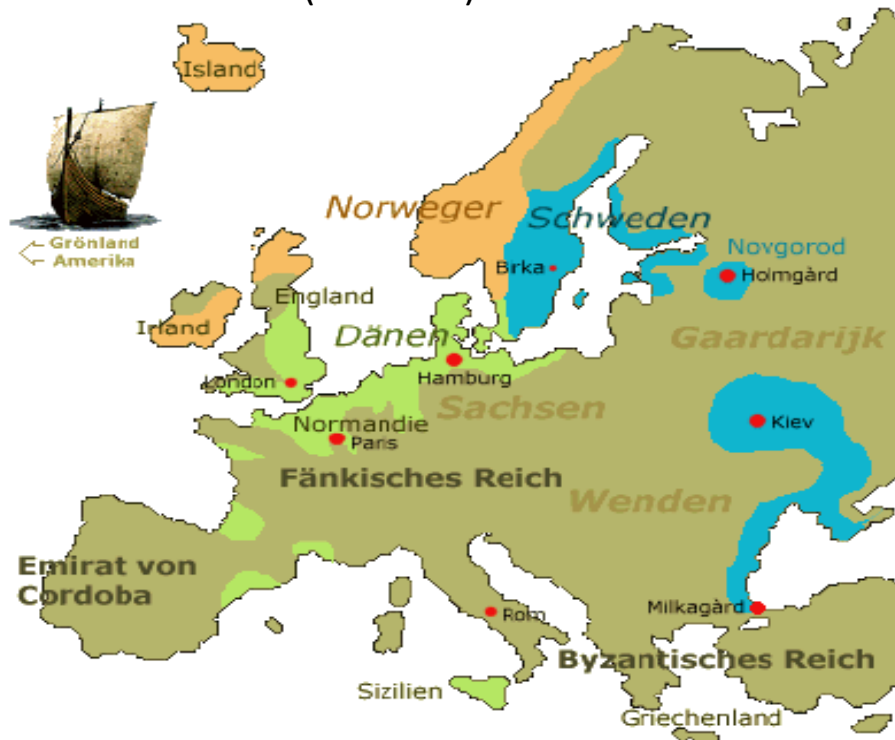 Island
Grönland
Amerika
Norweger
Schweden
Novgorod
Birka
Holmgård
England
Irland
Dänen
Gaardarijk
London
Hamburg
Sachsen
Normandie
Paris
Kiev
Fänkisches Reich
Wenden
Emirat von
Cordoba
Rom
Milkagård
Byzantisches Reich
Sizilien
Griechenland